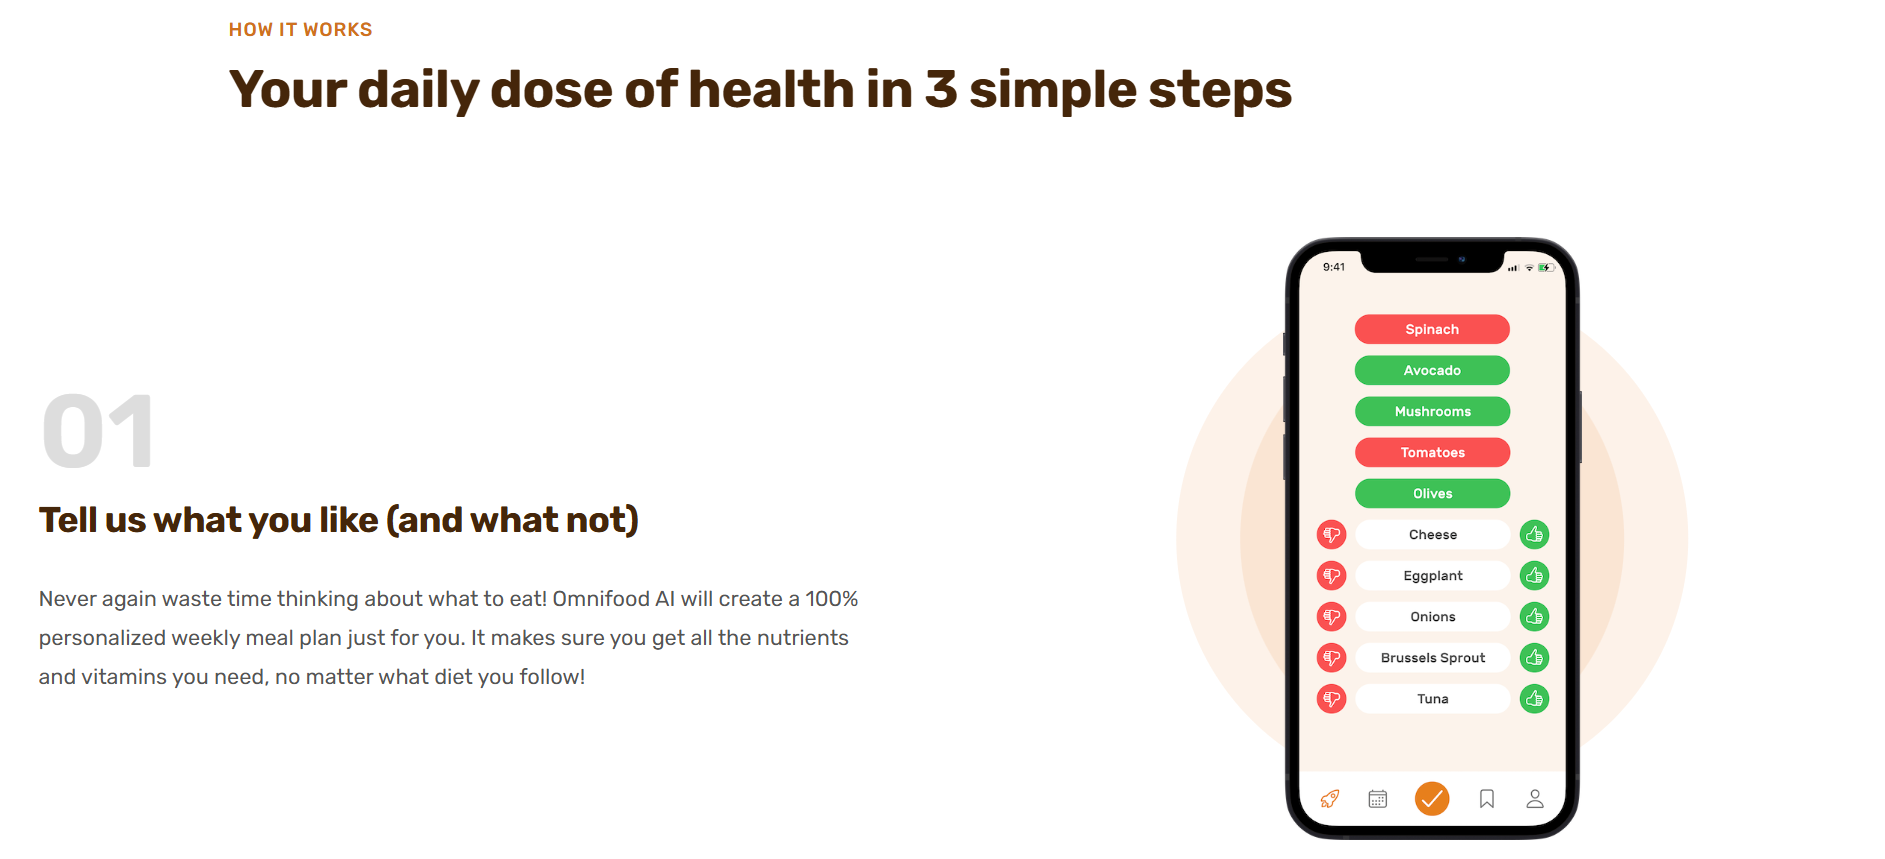 HOW IT WORKS
Your daily dose of health in 3 simple steps
01
Tell us what you like (and what not)
Never again waste time thinking about what to eat! Omnifood AI will create a 100%
personalized weekly meal plan just for you. It makes sure you get all the nutrients
and vitamins you need, no matter what diet you follow!
9:41
Spinach
Avocado
Mushrooms
Tomatoes
Olives
Cheese
Eggplant
Onions
Brussels Sprout
Tuna